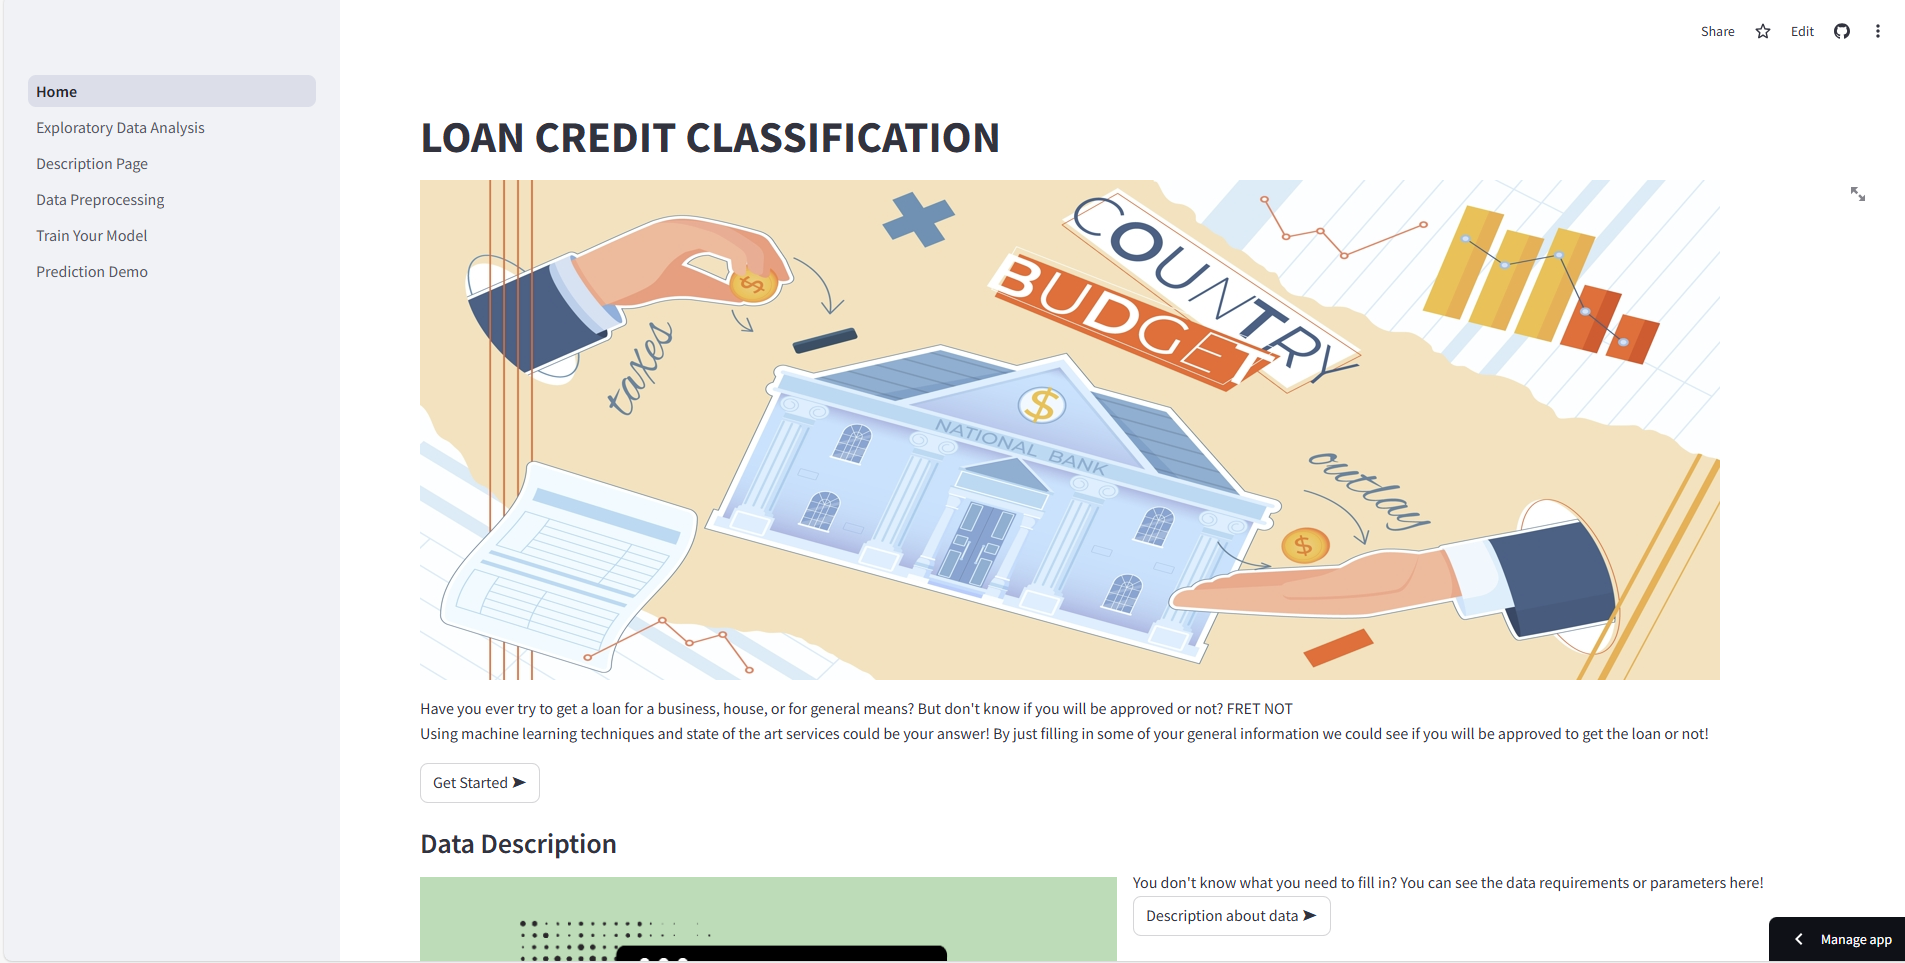 Share Edit
Home
Exploratory Data Analysis
Description Page
Data Preprocessing
Train Your Model
Prediction Demo
LOAN CREDIT CLASSIFICATION
COUNTRY
BUDGET
taxes
$
$
NATIONAL BANK
outlay
$
Have you ever try to get a loan for a business, house, or for general means? But don't know if you will be approved or not? FRET NOT
Using machine learning techniques and state of the art services could be your answer! By just filling in some of your general information we could see if you will be approved to get the loan or not!
Get Started ➤
Data Description
You don't know what you need to fill in? You can see the data requirements or parameters here!
Description about data ➤
Manage app